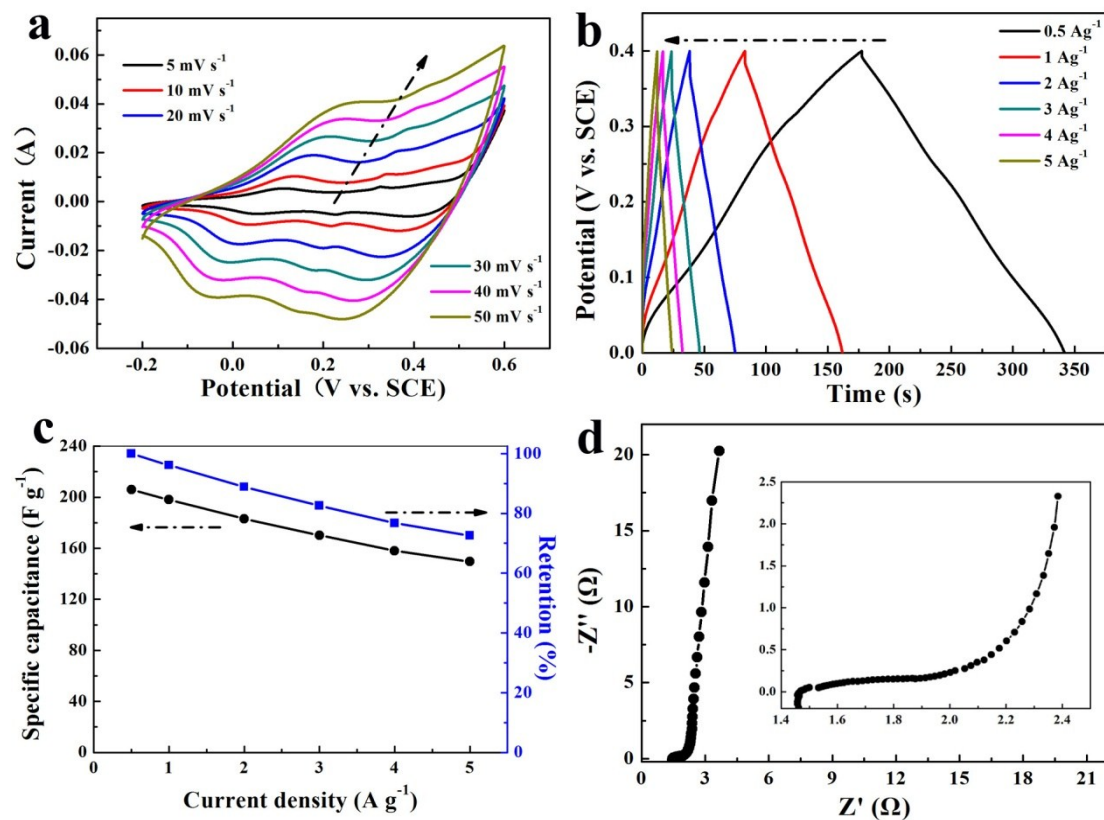 a
5 mV s⁻¹
10 mV s⁻¹
20 mV s⁻¹
30 mV s⁻¹
40 mV s⁻¹
50 mV s⁻¹
0.06
0.04
0.02
0.00
-0.02
-0.04
-0.06
-0.2
0.0
0.2
0.4
0.6
Current (A)
Potential (V vs. SCE)
b
0.5 Ag⁻¹
1 Ag⁻¹
2 Ag⁻¹
3 Ag⁻¹
4 Ag⁻¹
5 Ag⁻¹
0.4
0.3
0.2
0.1
0.0
0
50
100
150
200
250
300
350
Potential (V vs. SCE)
Time (s)
c
240
200
160
120
80
40
0
0
1
2
3
4
5
100
80
60
40
20
0
Specific capacitance (F g⁻¹)
Retention (%)
Current density (A g⁻¹)
d
20
15
10
5
0
0
3
6
9
12
15
18
21
-Z'' (Ω)
Z' (Ω)
2.5
2.0
1.5
1.0
0.5
0.0
1.4
1.6
1.8
2.0
2.2
2.4